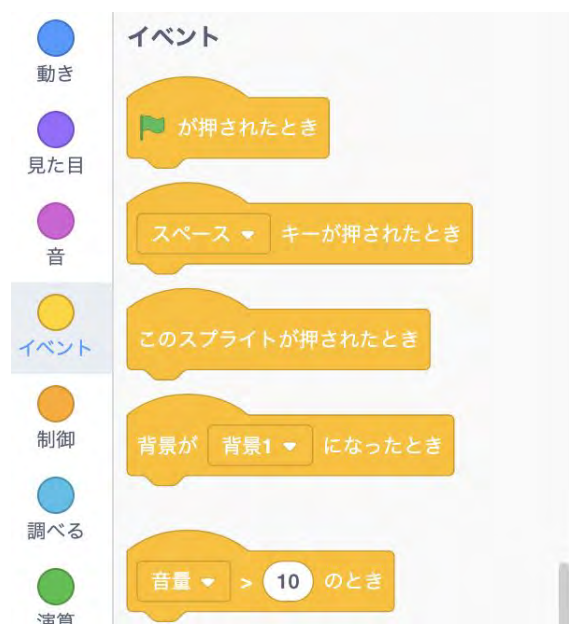 イベント
動き
見た目
音
イベント
制御
調べる
演算
が押されたとき
スペース キーが押されたとき
このスプライトが押されたとき
背景が 背景1 になったとき
音量 > 10 のとき